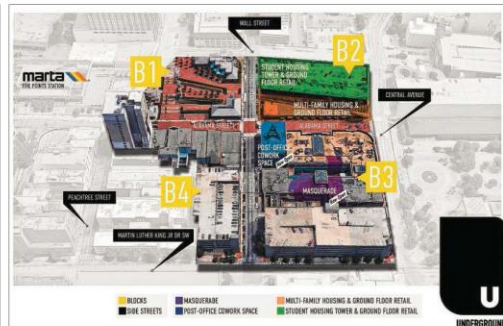 WALL STREET
B2
B1
STUDENT HOUSING
TOWER & GROUND
FLOOR RETAIL
marta
FIVE POINTS STATION
CENTRAL AVENUE
MULTI-FAMILY HOUSING &
GROUND FLOOR RETAIL
ALABAMA STREET
ALABAMA STREET
POST-OFFICE
COWORK
SPACE
B3
B4
MASQUERADE
PEACHTREE STREET
MARTIN LUTHER KING JR DR SW
BLOCKS
MASQUERADE
MULTI-FAMILY HOUSING & GROUND FLOOR RETAIL
SIDE STREETS
POST-OFFICE COWORK SPACE
STUDENT HOUSING TOWER & GROUND FLOOR RETAIL
U
UNDERGROUND